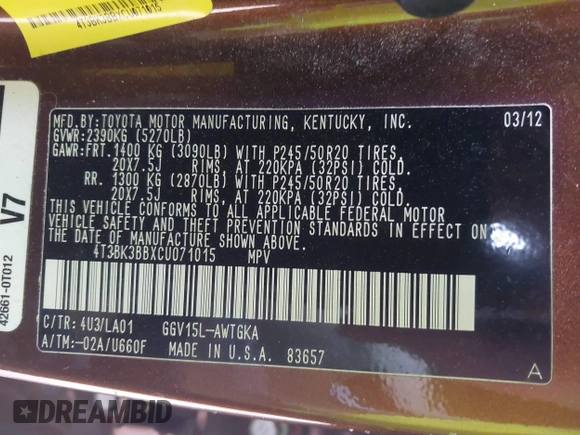 4T3BK3BBXCU071015
MFD. BY: TOYOTA MOTOR MANUFACTURING, KENTUCKY, INC. 03/12
GVWR: 2390KG (5270LB)
GAWR: FRT. 1400 KG (3090LB) WITH P245/50R20 TIRES,
20X7.5J RIMS, AT 220KPA (32PSI) COLD.
RR. 1300 KG (2870LB) WITH P245/50R20 TIRES,
20X7.5J RIMS, AT 220KPA (32PSI) COLD.
THIS VEHICLE CONFORMS TO ALL APPLICABLE FEDERAL MOTOR
VEHICLE SAFETY AND THEFT PREVENTION STANDARDS IN EFFECT ON
THE DATE OF MANUFACTURE SHOWN ABOVE.
4T3BK3BBXCU071015 MPV
C/TR: 4U3/LA01 GGV15L-AWTGKA
A/TM:-02A/U660F MADE IN U.S.A. 83657
A
V7
42661-0T012
DREAMBID